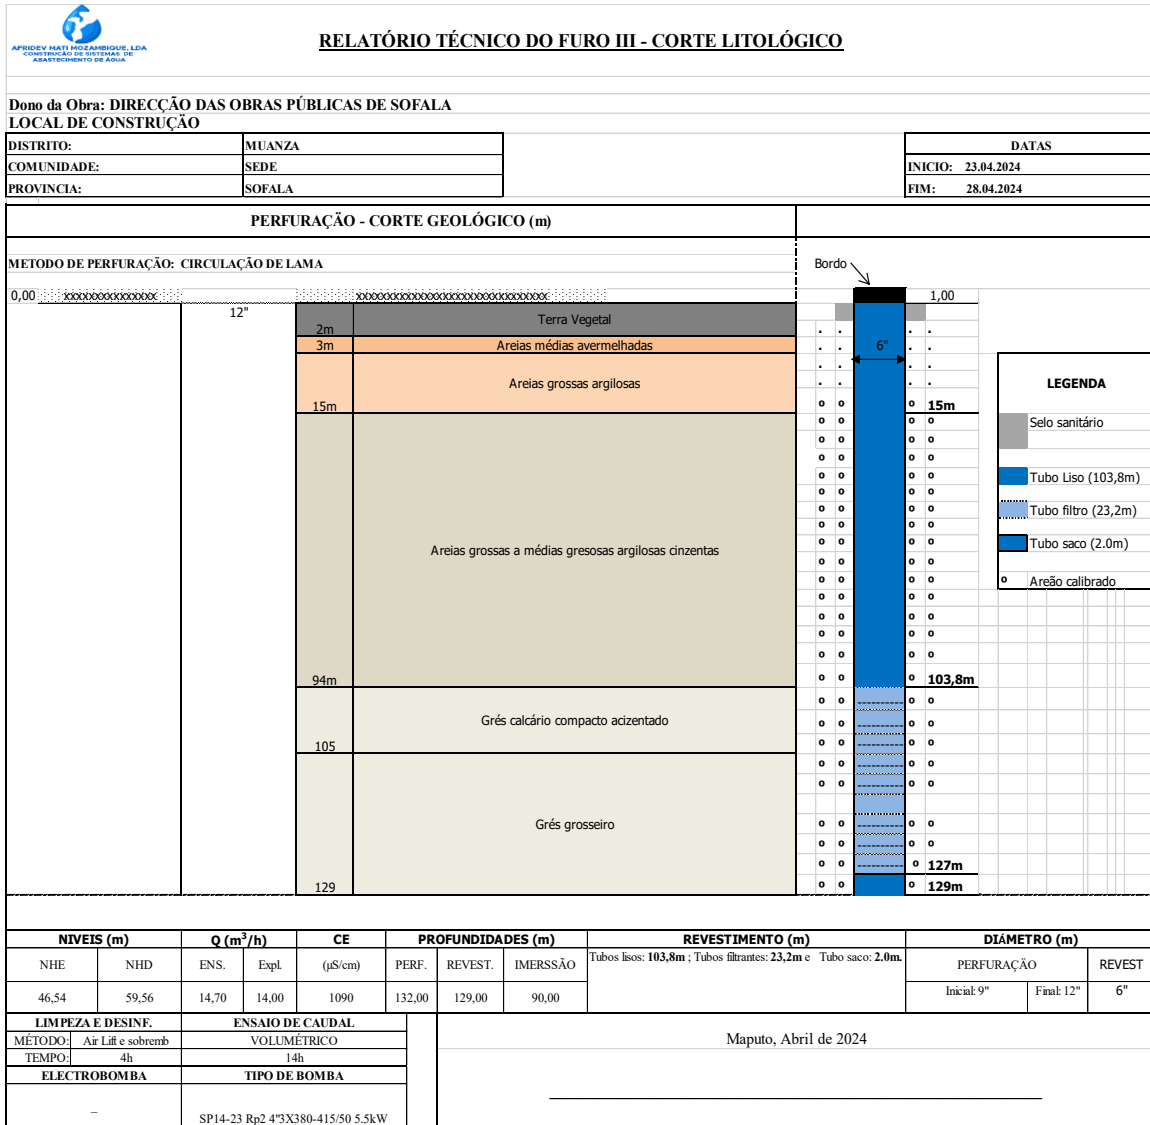 AFRIDEV MATI MOZAMBIQUE, LDA
CONSTRUCÃO DE SISTEMAS DE
ABASTECIMENTO DE ÁGUA
RELATÓRIO TÉCNICO DO FURO III - CORTE LITOLÓGICO
Dono da Obra: DIRECÇÃO DAS OBRAS PÚBLICAS DE SOFALA
LOCAL DE CONSTRUÇÃO
DISTRITO: MUANZA
COMUNIDADE: SEDE
PROVINCIA: SOFALA
DATAS
INICIO: 23.04.2024
FIM: 28.04.2024
PERFURAÇÃO - CORTE GEOLÓGICO (m)
METODO DE PERFURAÇÃO: CIRCULAÇÃO DE LAMA
Bordo
0,00 xxxxxxxxxxxxxxx xxxxxxxxxxxxxxxxxxxxxxxxxxxxxxx 1,00
12"
2m Terra Vegetal
3m Areias médias avermelhadas
6"
Areias grossas argilosas
15m
15m
Areias grossas a médias gresosas argilosas cinzentas
94m
103,8m
Grés calcário compacto acizentado
105
Grés grosseiro
127m
129
129m
LEGENDA
Selo sanitário
Tubo Liso (103,8m)
Tubo filtro (23,2m)
Tubo saco (2.0m)
o Areão calibrado
NIVEIS (m) Q (m³/h) CE PROFUNDIDADES (m) REVESTIMENTO (m) DIÁMETRO (m)
NHE NHD ENS. Expl. (µS/cm) PERF. REVEST. IMERSSÃO Tubos lisos: 103,8m ; Tubos filtrantes: 23,2m e Tubo saco: 2.0m. PERFURAÇÃO REVEST
46,54 59,56 14,70 14,00 1090 132,00 129,00 90,00 Inicial: 9" Final: 12" 6"
LIMPEZA E DESINF. ENSAIO DE CAUDAL
MÉTODO: Air Lift e sobremb VOLUMÉTRICO
TEMPO: 4h 14h
ELECTROBOMBA TIPO DE BOMBA
– SP14-23 Rp2 4"3X380-415/50 5.5kW
Maputo, Abril de 2024